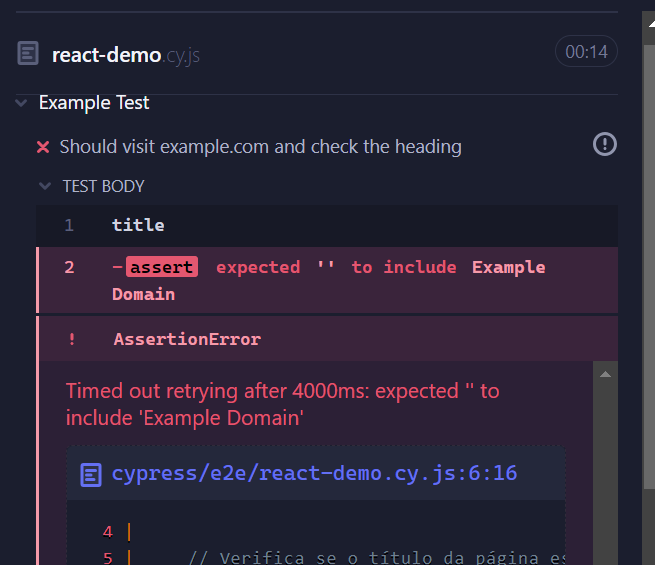 react-demo.cy.js 00:14
Example Test
Should visit example.com and check the heading
TEST BODY
1 title
2 -assert expected '' to include Example
Domain
! AssertionError
Timed out retrying after 4000ms: expected '' to
include 'Example Domain'
cypress/e2e/react-demo.cy.js:6:16
4 |
5 | // Verifica se o título da página es